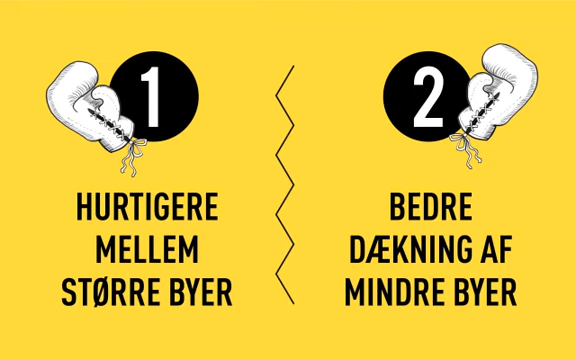 1
HURTIGERE
MELLEM
STØRRE BYER
2
BEDRE
DÆKNING AF
MINDRE BYER